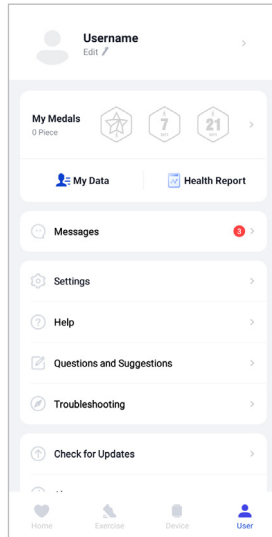 Username
Edit
My Medals
0 Piece
7
21
My Data
Health Report
Messages
3
Settings
Help
Questions and Suggestions
Troubleshooting
Check for Updates
Home
Exercise
Device
User